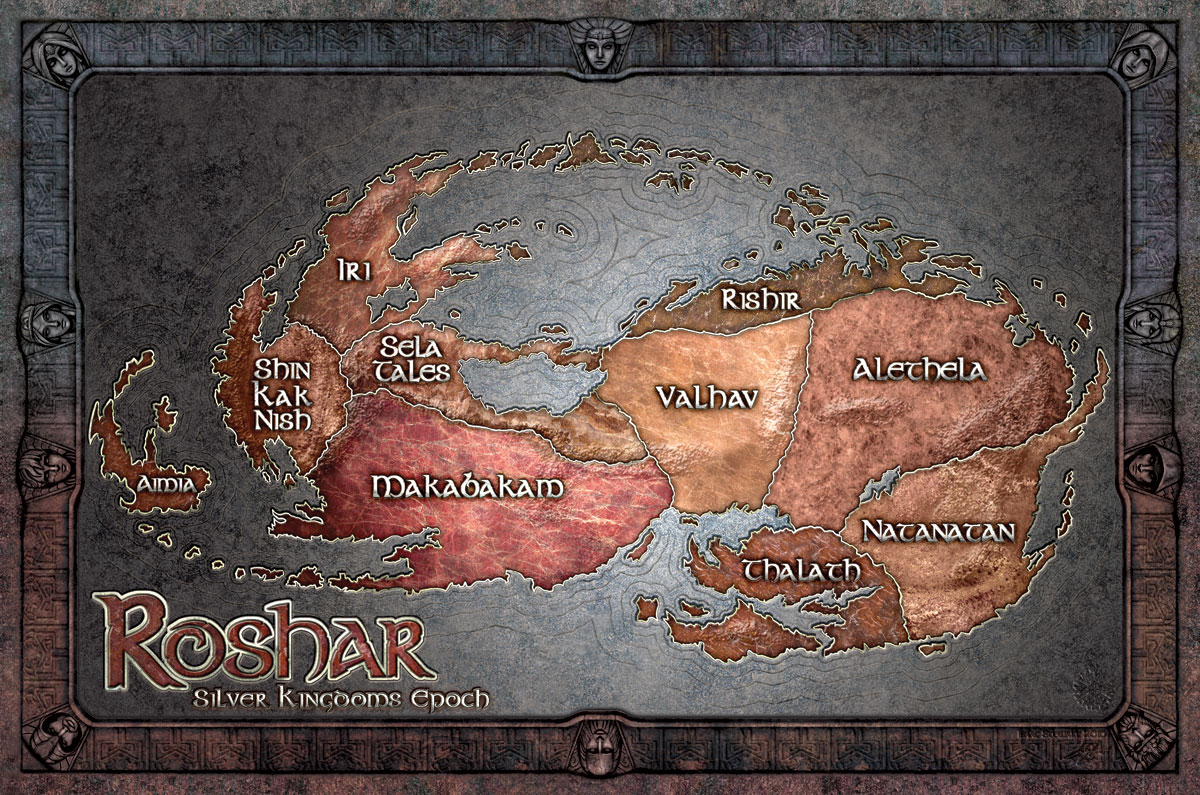 Iri
Rishir
Sela
Tales
Shin
Kak
Nish
Alethela
Valhav
Aimia
Makabakam
Natanatan
Thalath
Roshar
Silver Kingdoms Epoch